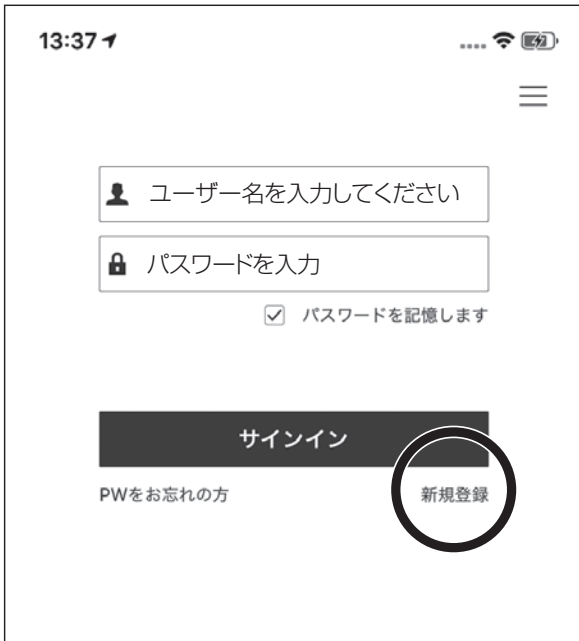 13:37
ユーザー名を入力してください
パスワードを入力
パスワードを記憶します
サインイン
PWをお忘れの方 新規登録